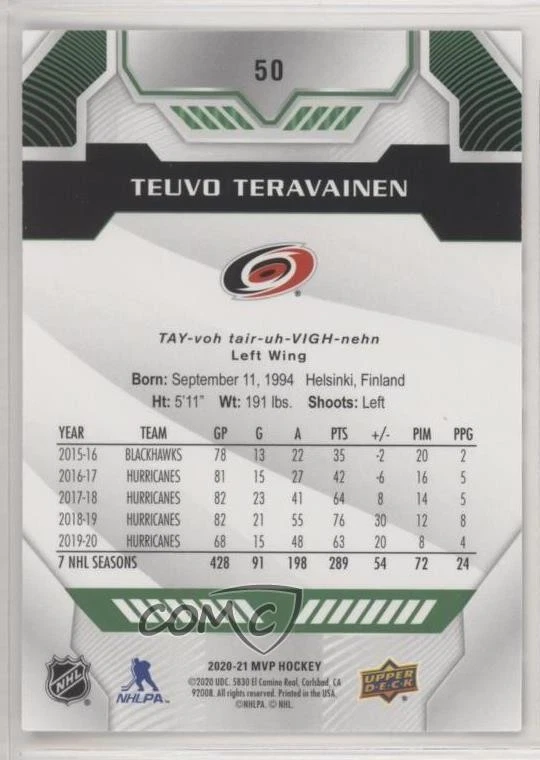 50
TEUVO TERAVAINEN
®
TAY-voh tair-uh-VIGH-nehn
Left Wing
Born: September 11, 1994 Helsinki, Finland
Ht: 5'11" Wt: 191 lbs. Shoots: Left
YEAR TEAM GP G A PTS +/- PIM PPG
2015-16 BLACKHAWKS 78 13 22 35 -2 20 2
2016-17 HURRICANES 81 15 27 42 -6 16 5
2017-18 HURRICANES 82 23 41 64 8 14 5
2018-19 HURRICANES 82 21 55 76 30 12 8
2019-20 HURRICANES 68 15 48 63 20 8 4
7 NHL SEASONS 428 91 198 289 54 72 24
COMC
2020-21 MVP HOCKEY
©2020 UDC. 5830 El Camino Real, Carlsbad, CA
92008. All rights reserved. Printed in the USA.
©NHLPA. © NHL.
NHL
NHLPA™
UPPER DECK ®